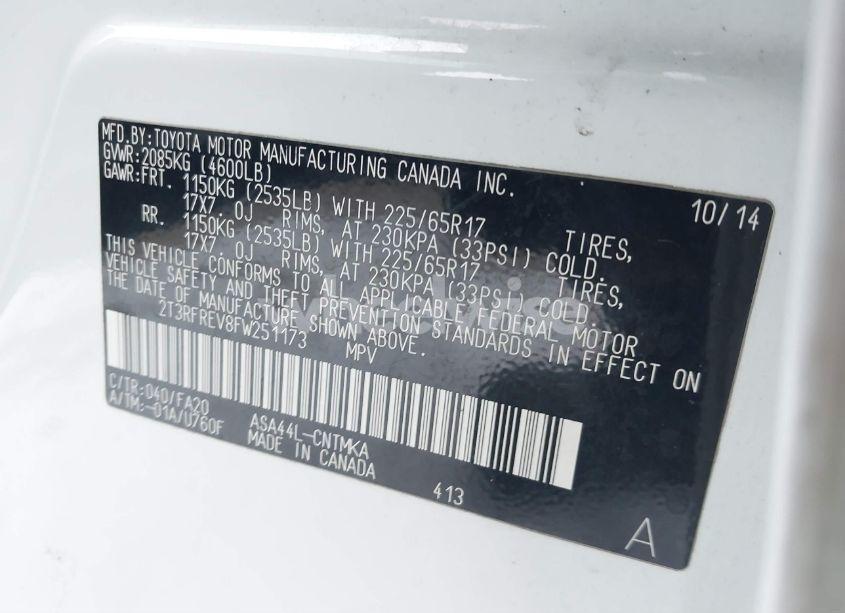 MFD.BY:TOYOTA MOTOR MANUFACTURING CANADA INC. 10/14
GVWR:2085KG (4600LB)
GAWR:FRT. 1150KG (2535LB) WITH 225/65R17 TIRES,
17X7.0J RIMS, AT 230KPA (33PSI) COLD.
RR. 1150KG (2535LB) WITH 225/65R17 TIRES,
17X7.0J RIMS, AT 230KPA (33PSI) COLD.
THIS VEHICLE CONFORMS TO ALL APPLICABLE FEDERAL MOTOR
VEHICLE SAFETY AND THEFT PREVENTION STANDARDS IN EFFECT ON
THE DATE OF MANUFACTURE SHOWN ABOVE.
2T3RFREV8FW251173 MPV
C/TR:040/FA20 ASA44L-CNTMKA
A/TM:-01A/U760F MADE IN CANADA
413
A